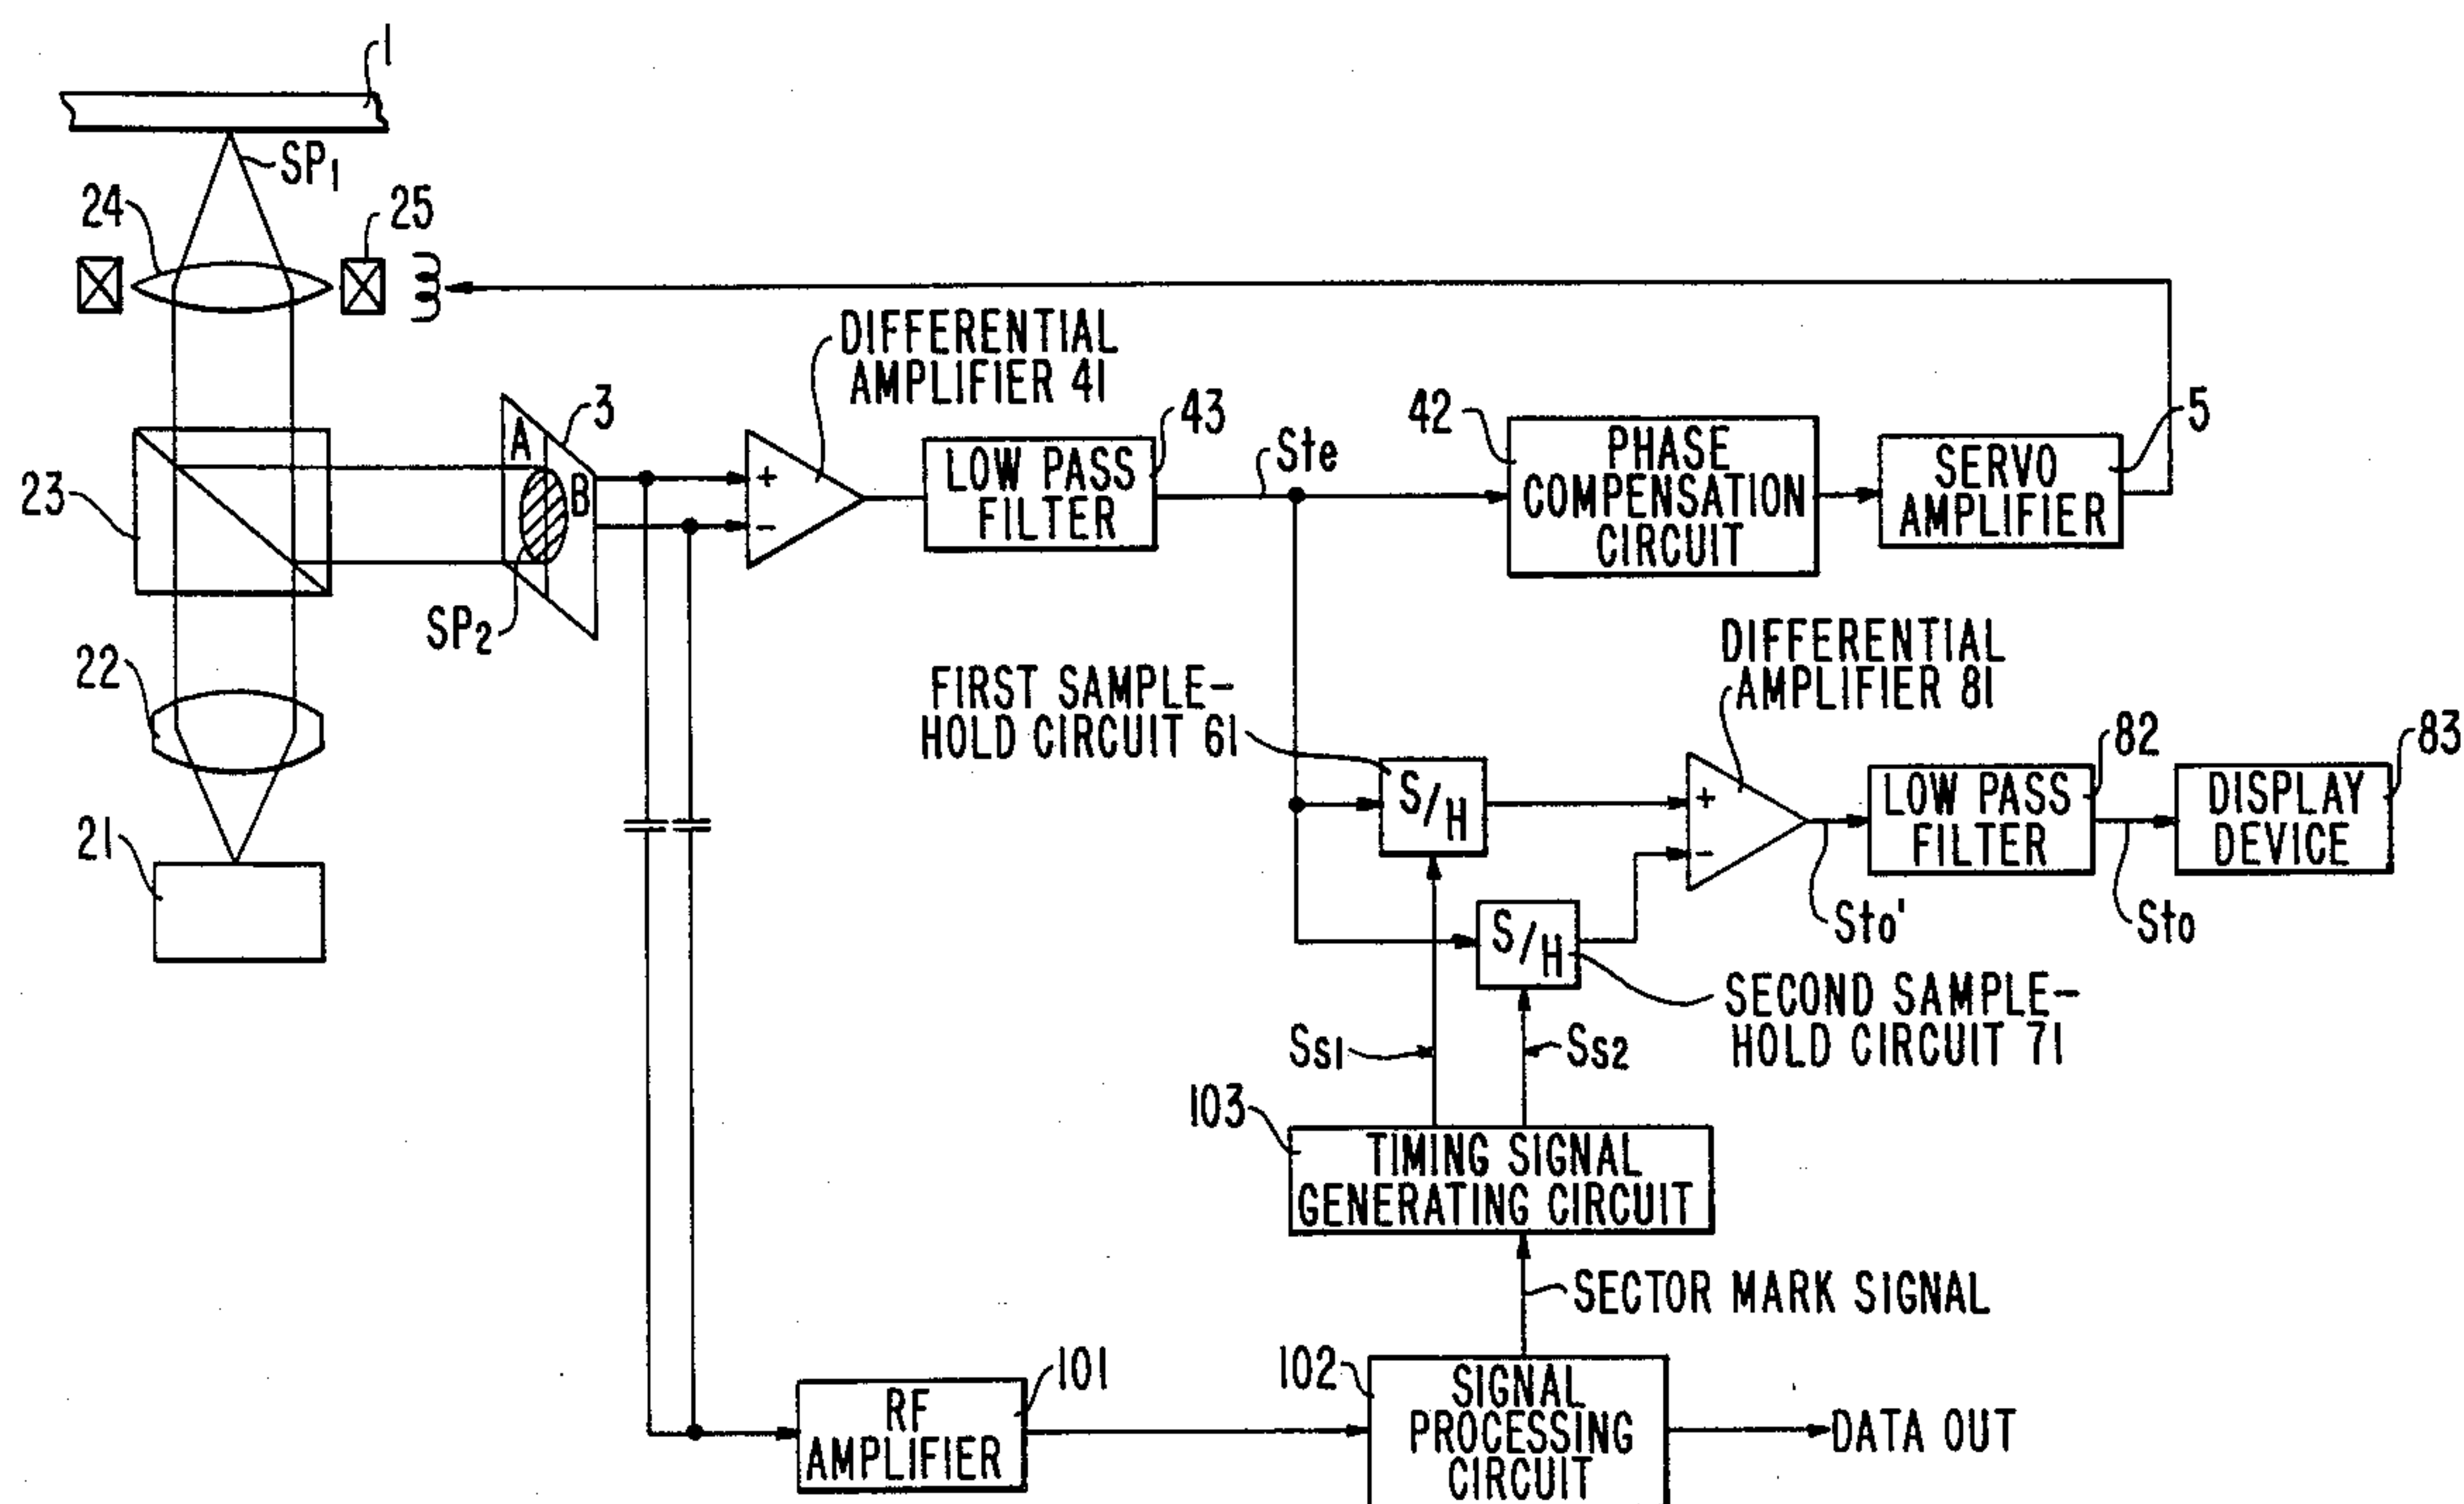 1
SP1
24
25
DIFFERENTIAL
AMPLIFIER 41
A
3
B
+
-
43
LOW PASS
FILTER
Ste
42
PHASE
COMPENSATION
CIRCUIT
5
SERVO
AMPLIFIER
23
SP2
22
21
FIRST SAMPLE-
HOLD CIRCUIT 61
S/H
DIFFERENTIAL
AMPLIFIER 81
+
-
82
LOW PASS
FILTER
83
DISPLAY
DEVICE
Sto'
Sto
S/H
SECOND SAMPLE-
HOLD CIRCUIT 71
Ss1
Ss2
103
TIMING SIGNAL
GENERATING CIRCUIT
SECTOR MARK SIGNAL
101
RF
AMPLIFIER
102
SIGNAL
PROCESSING
CIRCUIT
DATA OUT